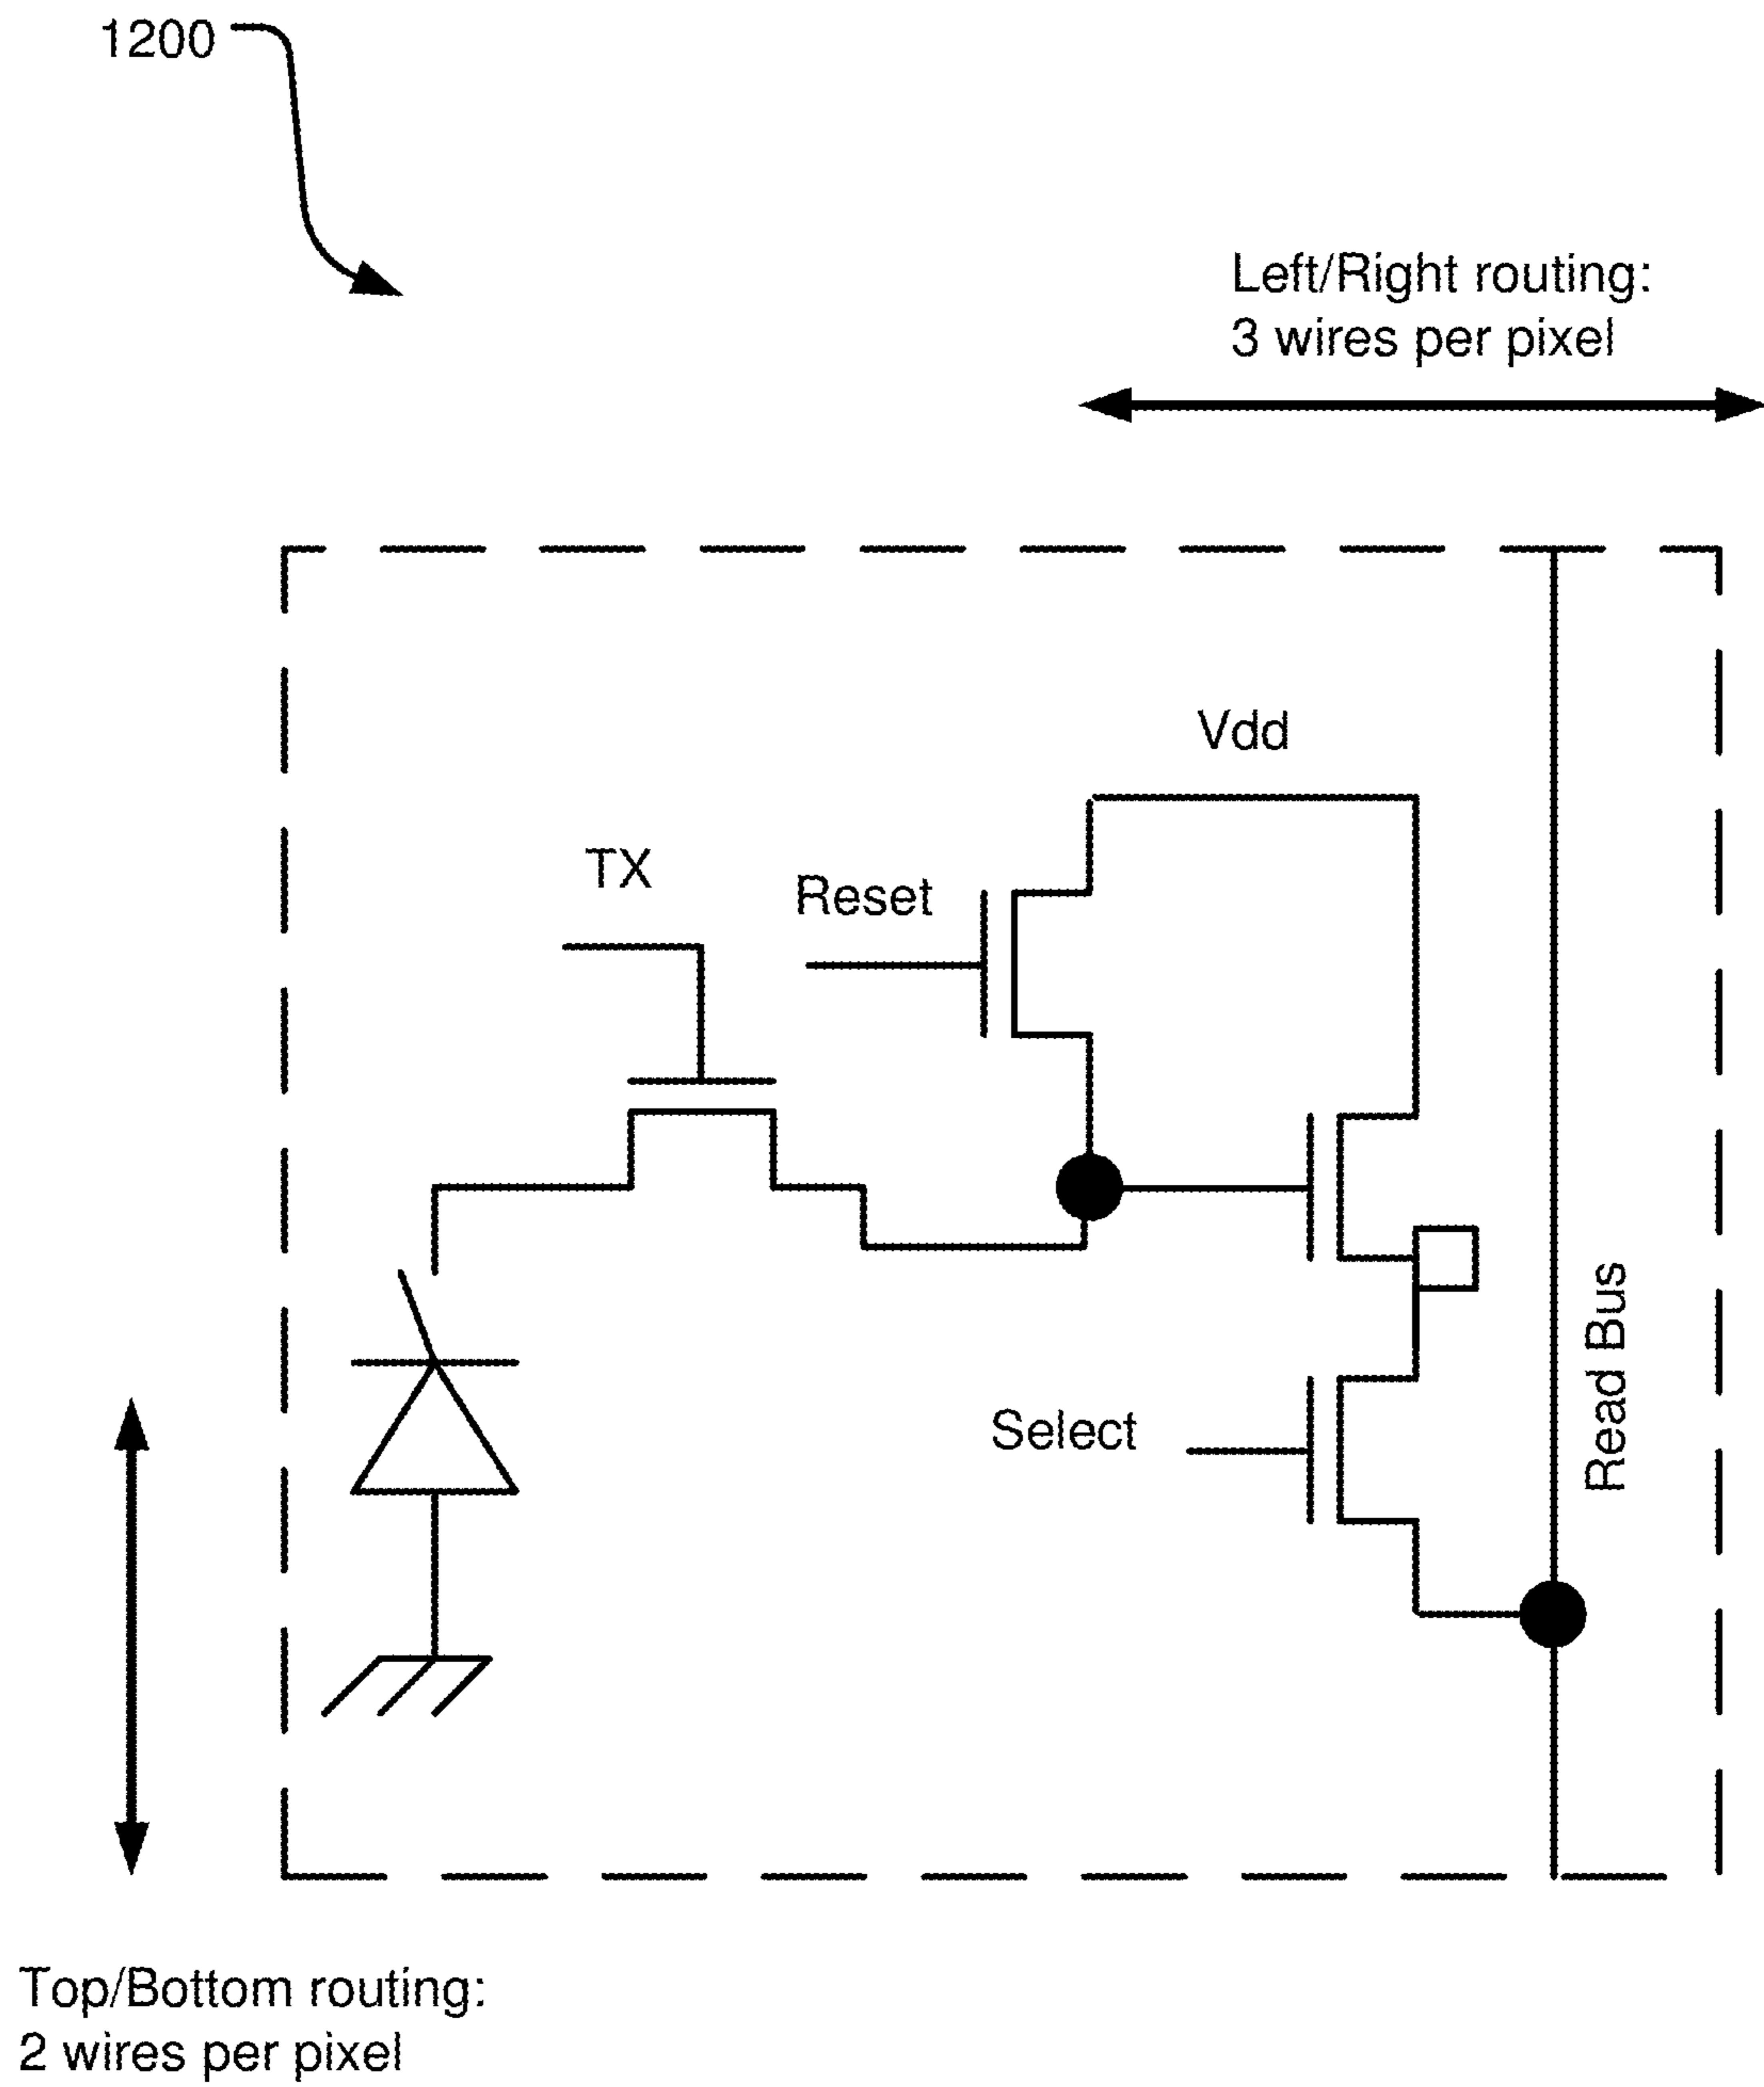 1200
Left/Right routing:
3 wires per pixel
Vdd
TX
Reset
Read Bus
Select
Top/Bottom routing:
2 wires per pixel